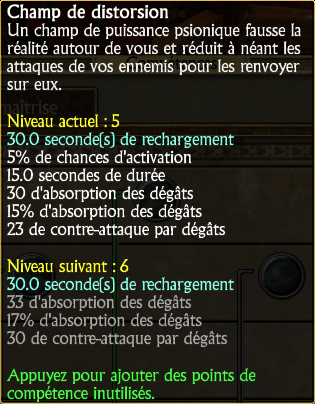 Champ de distorsion
Un champ de puissance psionique fausse la
réalité autour de vous et réduit à néant les
attaques de vos ennemis pour les renvoyer
sur eux.
Niveau actuel : 5
30.0 seconde(s) de rechargement
5% de chances d'activation
15.0 secondes de durée
30 d'absorption des dégâts
15% d'absorption des dégâts
23 de contre-attaque par dégâts
Niveau suivant : 6
30.0 seconde(s) de rechargement
33 d'absorption des dégâts
17% d'absorption des dégâts
30 de contre-attaque par dégâts
Appuyez pour ajouter des points de
compétence inutilisés.